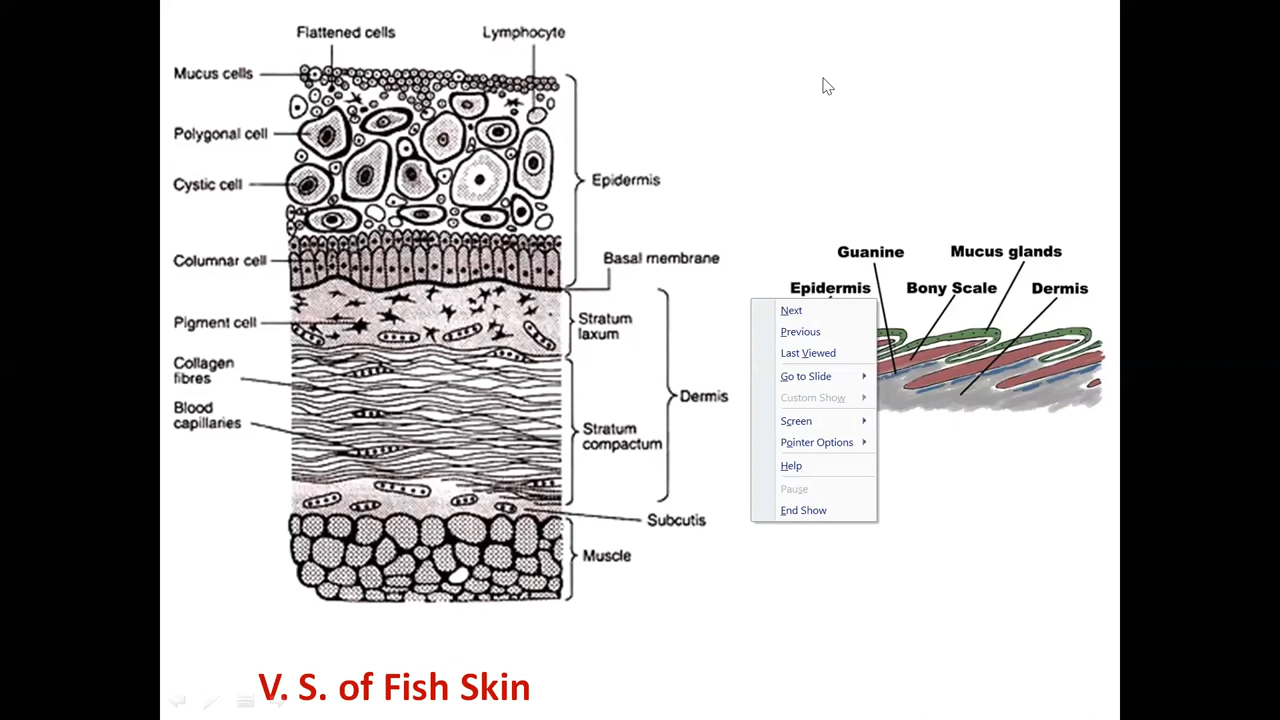 Flattened cells
Lymphocyte
Mucus cells
Polygonal cell
Cystic cell
Epidermis
Columnar cell
Basal membrane
Pigment cell
Stratum
laxum
Collagen
fibres
Dermis
Blood
capillaries
Stratum
compactum
Subcutis
Muscle
Guanine
Mucus glands
Epidermis
Bony Scale
Dermis
Next
Previous
Last Viewed
Go to Slide
Custom Show
Screen
Pointer Options
Help
Pause
End Show
V. S. of Fish Skin